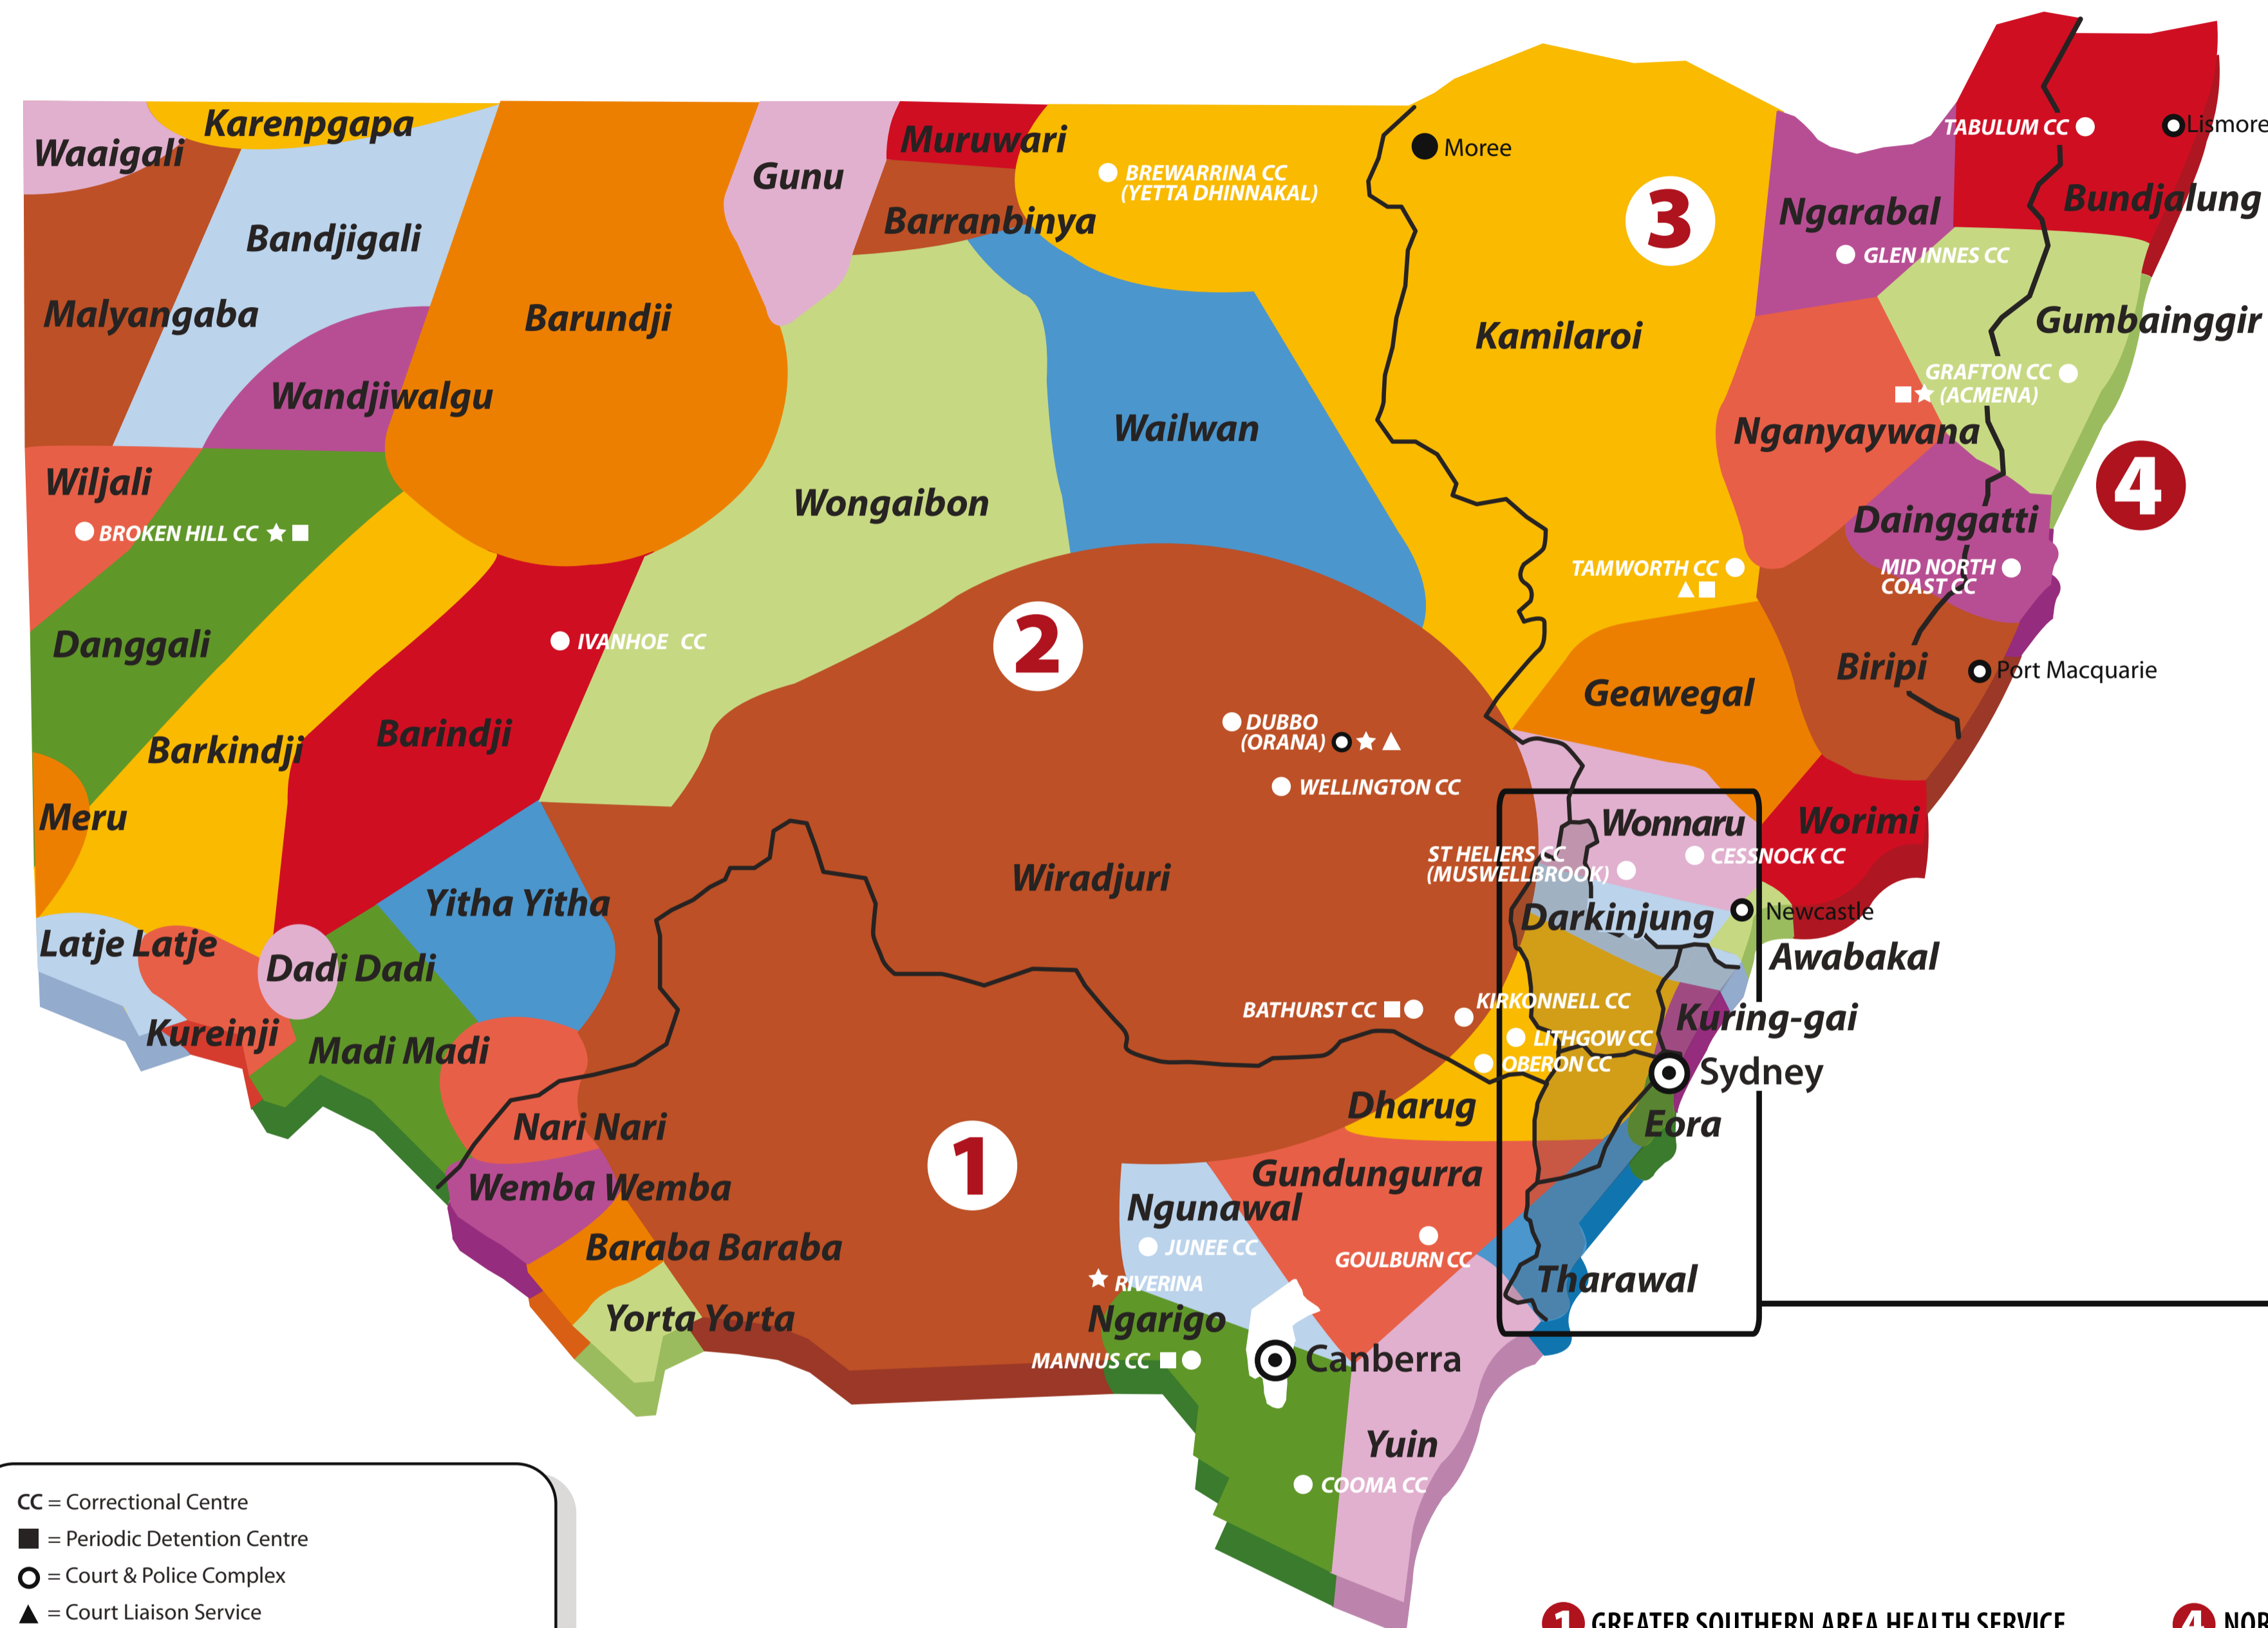 Waaigali
Karenpgapa
Gunu
Muruwari
BREWARRINA CC
(YETTA DHINNAKAL)
Moree
3
TABULUM CC
Lismore
Bandjigali
Barranbinya
Ngarabal
GLEN INNES CC
Bundjalung
Malyangaba
Barundji
Kamilaroi
Gumbainggir
Wandjiwalgu
Wailwan
GRAFTON CC
(ACMENA)
Nganyaywana
4
Wiljali
BROKEN HILL CC
Wongaibon
Dainggatti
TAMWORTH CC
MID NORTH
COAST CC
Danggali
IVANHOE CC
2
Biripi
Port Macquarie
Geawegal
Barkindji
Barindji
DUBBO
(ORANA)
WELLINGTON CC
Meru
Wonnaru
Worimi
ST HELIERS CC
(MUSWELLBROOK)
CESSNOCK CC
Wiradjuri
Yitha Yitha
Darkinjung
Newcastle
Latje Latje
Dadi Dadi
Awabakal
BATHURST CC
KIRKONNELL CC
Kuring-gai
Kureinji
Madi Madi
LITHGOW CC
OBERON CC
Sydney
Nari Nari
Dharug
Eora
1
Wemba Wemba
Gundungurra
Ngunawal
Baraba Baraba
JUNEE CC
GOULBURN CC
RIVERINA
Tharawal
Yorta Yorta
Ngarigo
MANNUS CC
Canberra
Yuin
COOMA CC
CC = Correctional Centre
= Periodic Detention Centre
= Court & Police Complex
= Court Liaison Service
1 GREATER SOUTHERN AREA HEALTH SERVICE
4 NOR